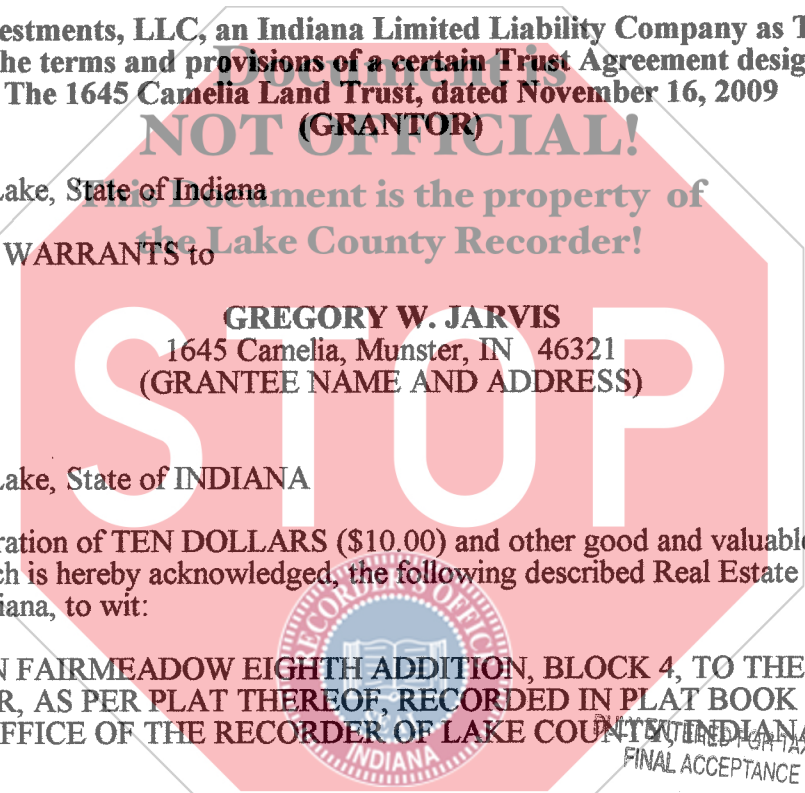 estments, LLC, an Indiana Limited Liability Company as T
he terms and provisions of a certain Trust Agreement desig
The 1645 Camelia Land Trust, dated November 16, 2009
(GRANTOR)
Document is
NOT OFFICIAL!
This Document is the property of
the Lake County Recorder!
Lake, State of Indiana
WARRANTS to
GREGORY W. JARVIS
1645 Camelia, Munster, IN 46321
(GRANTEE NAME AND ADDRESS)
STOP
Lake, State of INDIANA
ration of TEN DOLLARS ($10.00) and other good and valuable
ch is hereby acknowledged, the following described Real Estate
iana, to wit:
N FAIRMEADOW EIGHTH ADDITION, BLOCK 4, TO THE
R, AS PER PLAT THEREOF, RECORDED IN PLAT BOOK
FFICE OF THE RECORDER OF LAKE COUNTY, INDIANA
RECORDER'S OFFICE
INDIANA
ENTERED FOR TAX
FINAL ACCEPTANCE